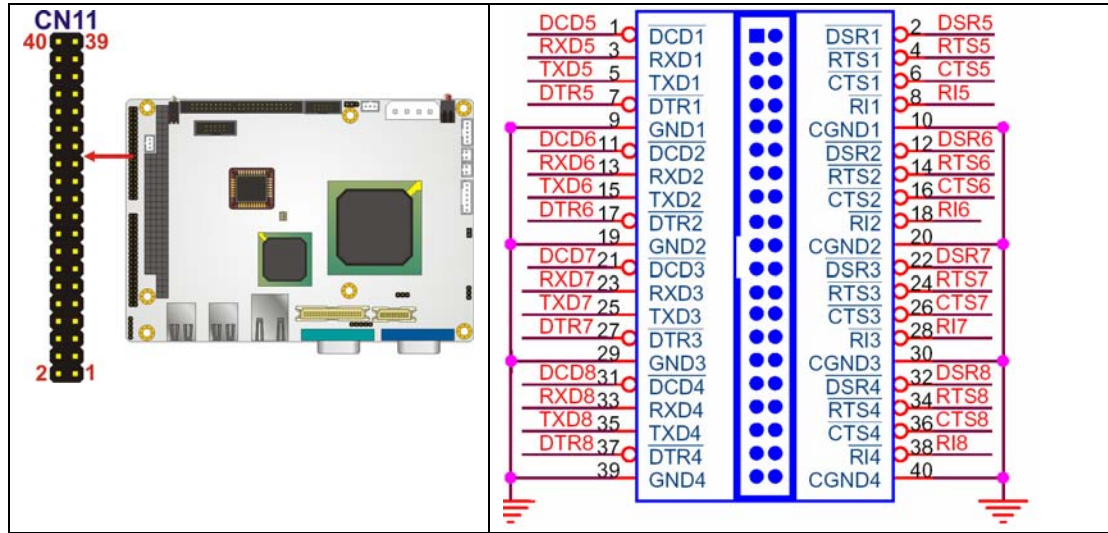 CN11
40 39
2 1
DCD5 1 DCD1 DSR1 2 DSR5
RXD5 3 RXD1 RTS1 4 RTS5
TXD5 5 TXD1 CTS1 6 CTS5
DTR5 7 DTR1 RI1 8 RI5
9 GND1 CGND1 10
DCD6 11 DCD2 DSR2 12 DSR6
RXD6 13 RXD2 RTS2 14 RTS6
TXD6 15 TXD2 CTS2 16 CTS6
DTR6 17 DTR2 RI2 18 RI6
19 GND2 CGND2 20
DCD7 21 DCD3 DSR3 22 DSR7
RXD7 23 RXD3 RTS3 24 RTS7
TXD7 25 TXD3 CTS3 26 CTS7
DTR7 27 DTR3 RI3 28 RI7
29 GND3 CGND3 30
DCD8 31 DCD4 DSR4 32 DSR8
RXD8 33 RXD4 RTS4 34 RTS8
TXD8 35 TXD4 CTS4 36 CTS8
DTR8 37 DTR4 RI4 38 RI8
39 GND4 CGND4 40